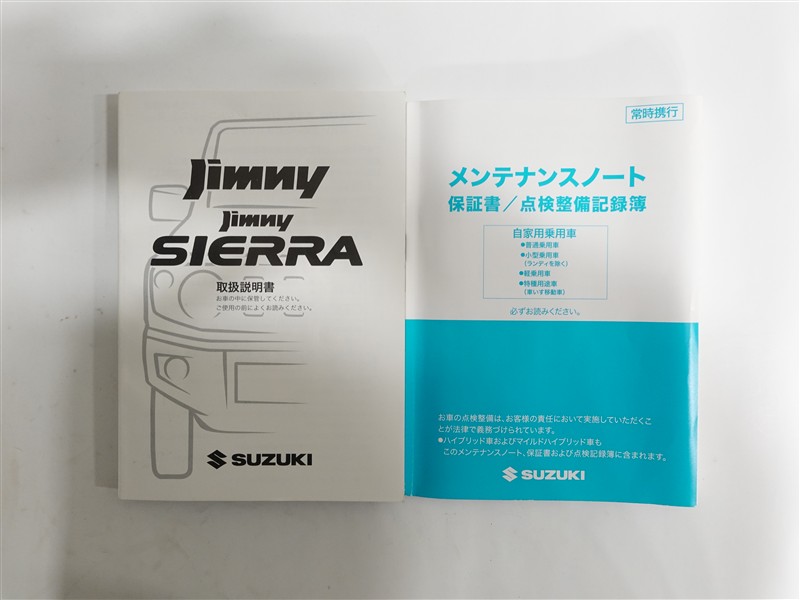 Jimny
Jimny
SIERRA
取扱説明書
お車の中に保管してください。
ご使用の前によくお読みください。
SUZUKI
常時携行
メンテナンスノート
保証書／点検整備記録簿
自家用乗用車
●普通乗用車
●小型乗用車
(ランディを除く)
●軽乗用車
●特種用途車
(車いす移動車)
必ずお読みください。
お車の点検整備は、お客様の責任において実施していただくこ
とが法律で義務づけられています。
●ハイブリッド車およびマイルドハイブリッド車も
このメンテナンスノート、保証書および点検記録簿に含まれます。
SUZUKI